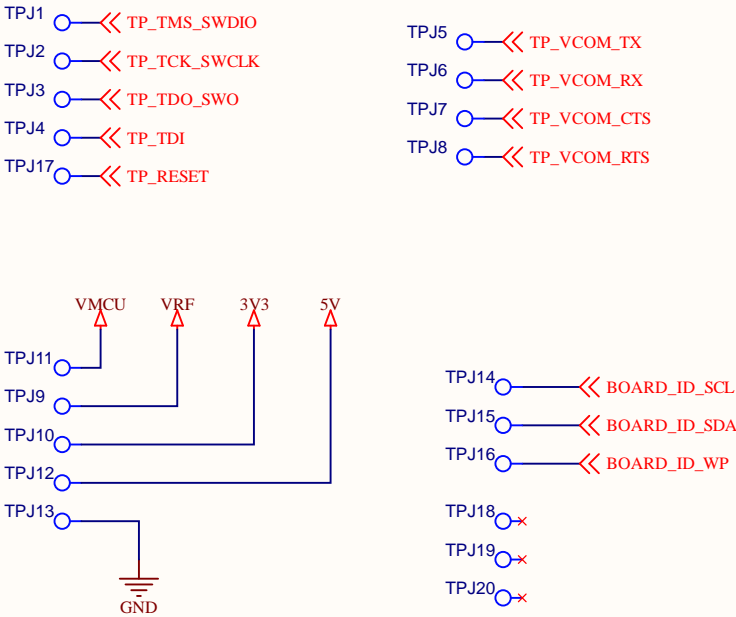 TPJ1 TP_TMS_SWDIO
TPJ2 TP_TCK_SWCLK
TPJ3 TP_TDO_SWO
TPJ4 TP_TDI
TPJ17 TP_RESET
TPJ5 TP_VCOM_TX
TPJ6 TP_VCOM_RX
TPJ7 TP_VCOM_CTS
TPJ8 TP_VCOM_RTS
VMCU VRF 3V3 5V
TPJ11
TPJ9
TPJ10
TPJ12
TPJ13
GND
TPJ14 BOARD_ID_SCL
TPJ15 BOARD_ID_SDA
TPJ16 BOARD_ID_WP
TPJ18
TPJ19
TPJ20